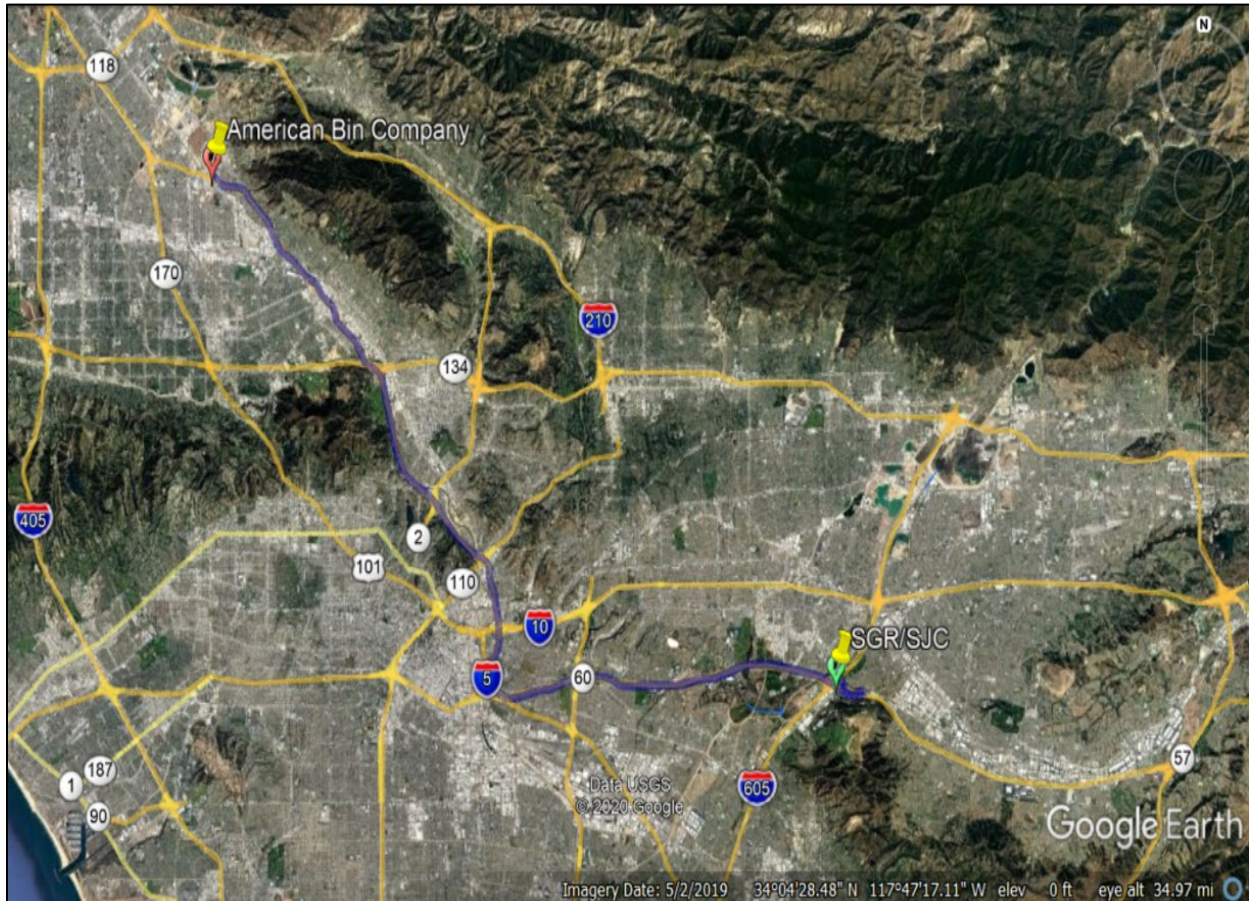 N
118
American Bin Company
170
210
134
405
2
101
110
10
SGR/SJC
5
60
57
1
187
90
605
Data USGS
© 2020 Google
Google Earth
Imagery Date: 5/2/2019 34°04'28.48" N 117°47'17.11" W elev 0 ft eye alt 34.97 mi